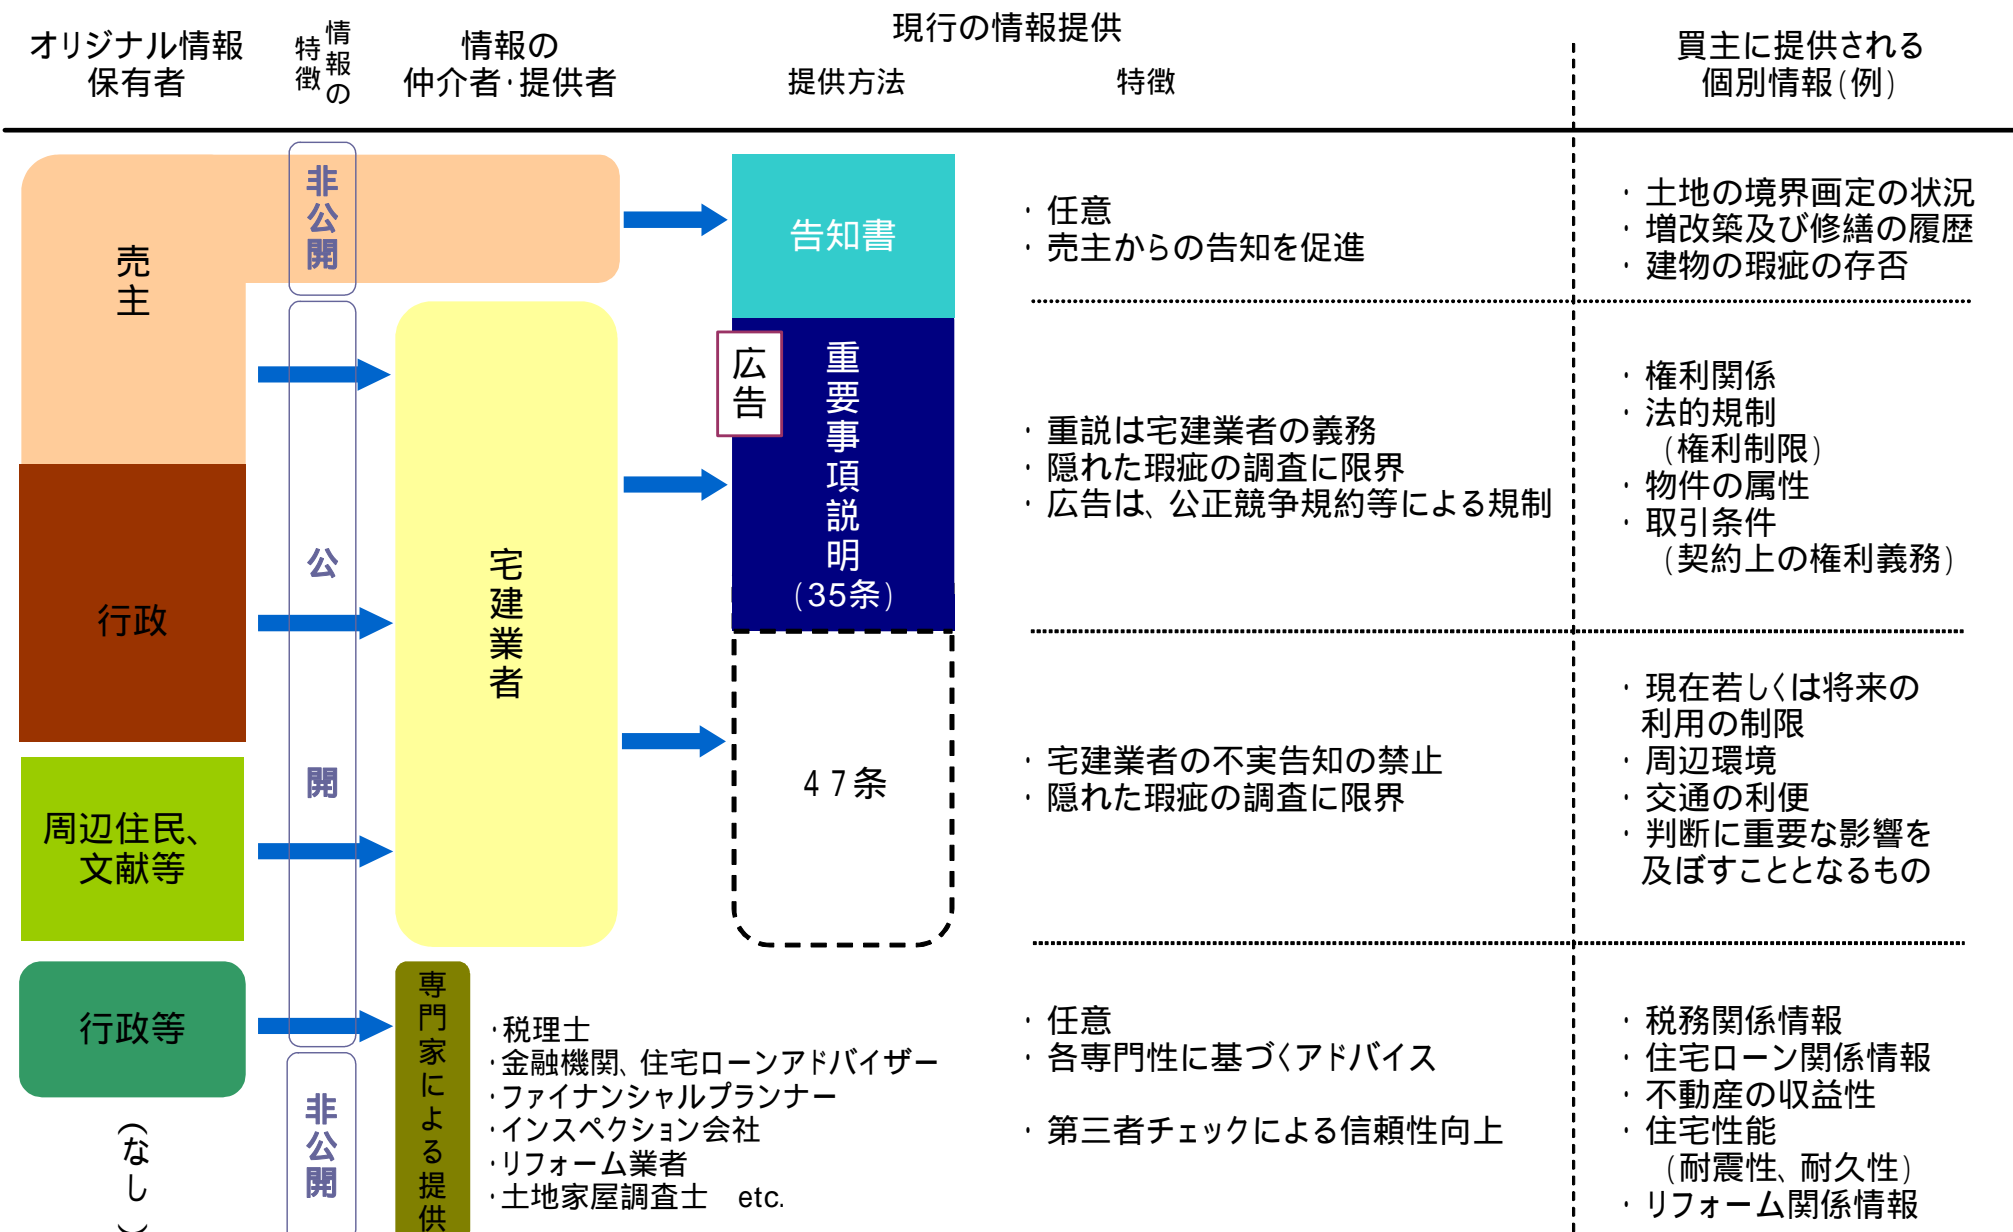 現行の情報提供
オリジナル情報
保有者
情報の
特徴
情報の
仲介者・提供者
提供方法
特徴
買主に提供される
個別情報(例)
売主
非公開
告知書
・任意
・売主からの告知を促進
・土地の境界画定の状況
・増改築及び修繕の履歴
・建物の瑕疵の存否
行政
周辺住民、
文献等
公開
宅建業者
広告
重要事項説明
(35条)
・重説は宅建業者の義務
・隠れた瑕疵の調査に限界
・広告は、公正競争規約等による規制
・権利関係
・法的規制
(権利制限)
・物件の属性
・取引条件
(契約上の権利義務)
47条
・宅建業者の不実告知の禁止
・隠れた瑕疵の調査に限界
・現在若しくは将来の
利用の制限
・周辺環境
・交通の利便
・判断に重要な影響を
及ぼすこととなるもの
行政等
(なし)
非公開
専門家による提供
・税理士
・金融機関、住宅ローンアドバイザー
・ファイナンシャルプランナー
・インスペクション会社
・リフォーム業者
・土地家屋調査士 etc.
・任意
・各専門性に基づくアドバイス
・第三者チェックによる信頼性向上
・税務関係情報
・住宅ローン関係情報
・不動産の収益性
・住宅性能
(耐震性、耐久性)
・リフォーム関係情報